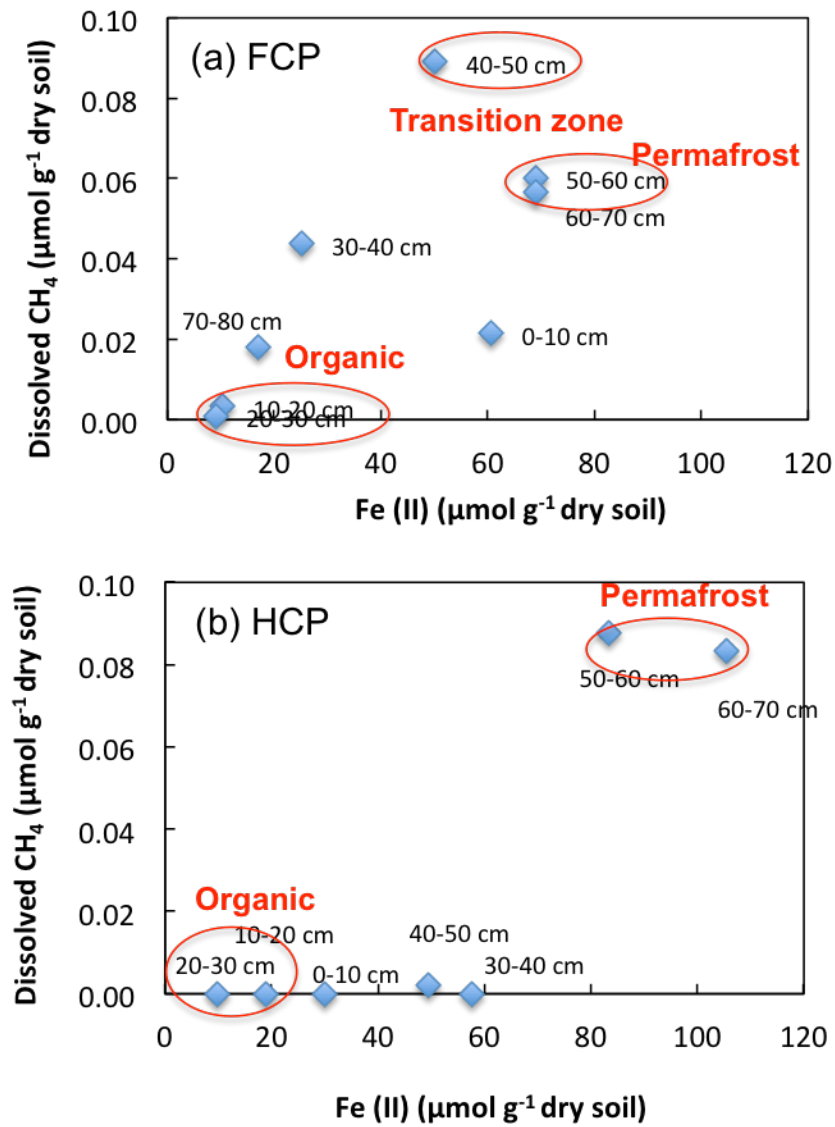 (a) FCP
Dissolved CH₄ (µmol g⁻¹ dry soil)
0.10
0.08
0.06
0.04
0.02
0.00
40-50 cm
Transition zone
Permafrost
50-60 cm
60-70 cm
30-40 cm
70-80 cm
0-10 cm
Organic
10-20 cm
20-30 cm
0 20 40 60 80 100 120
Fe (II) (µmol g⁻¹ dry soil)
(b) HCP
Dissolved CH₄ (µmol g⁻¹ dry soil)
0.10
0.08
0.06
0.04
0.02
0.00
Permafrost
50-60 cm
60-70 cm
Organic
10-20 cm
40-50 cm
20-30 cm
0-10 cm
30-40 cm
0 20 40 60 80 100 120
Fe (II) (µmol g⁻¹ dry soil)